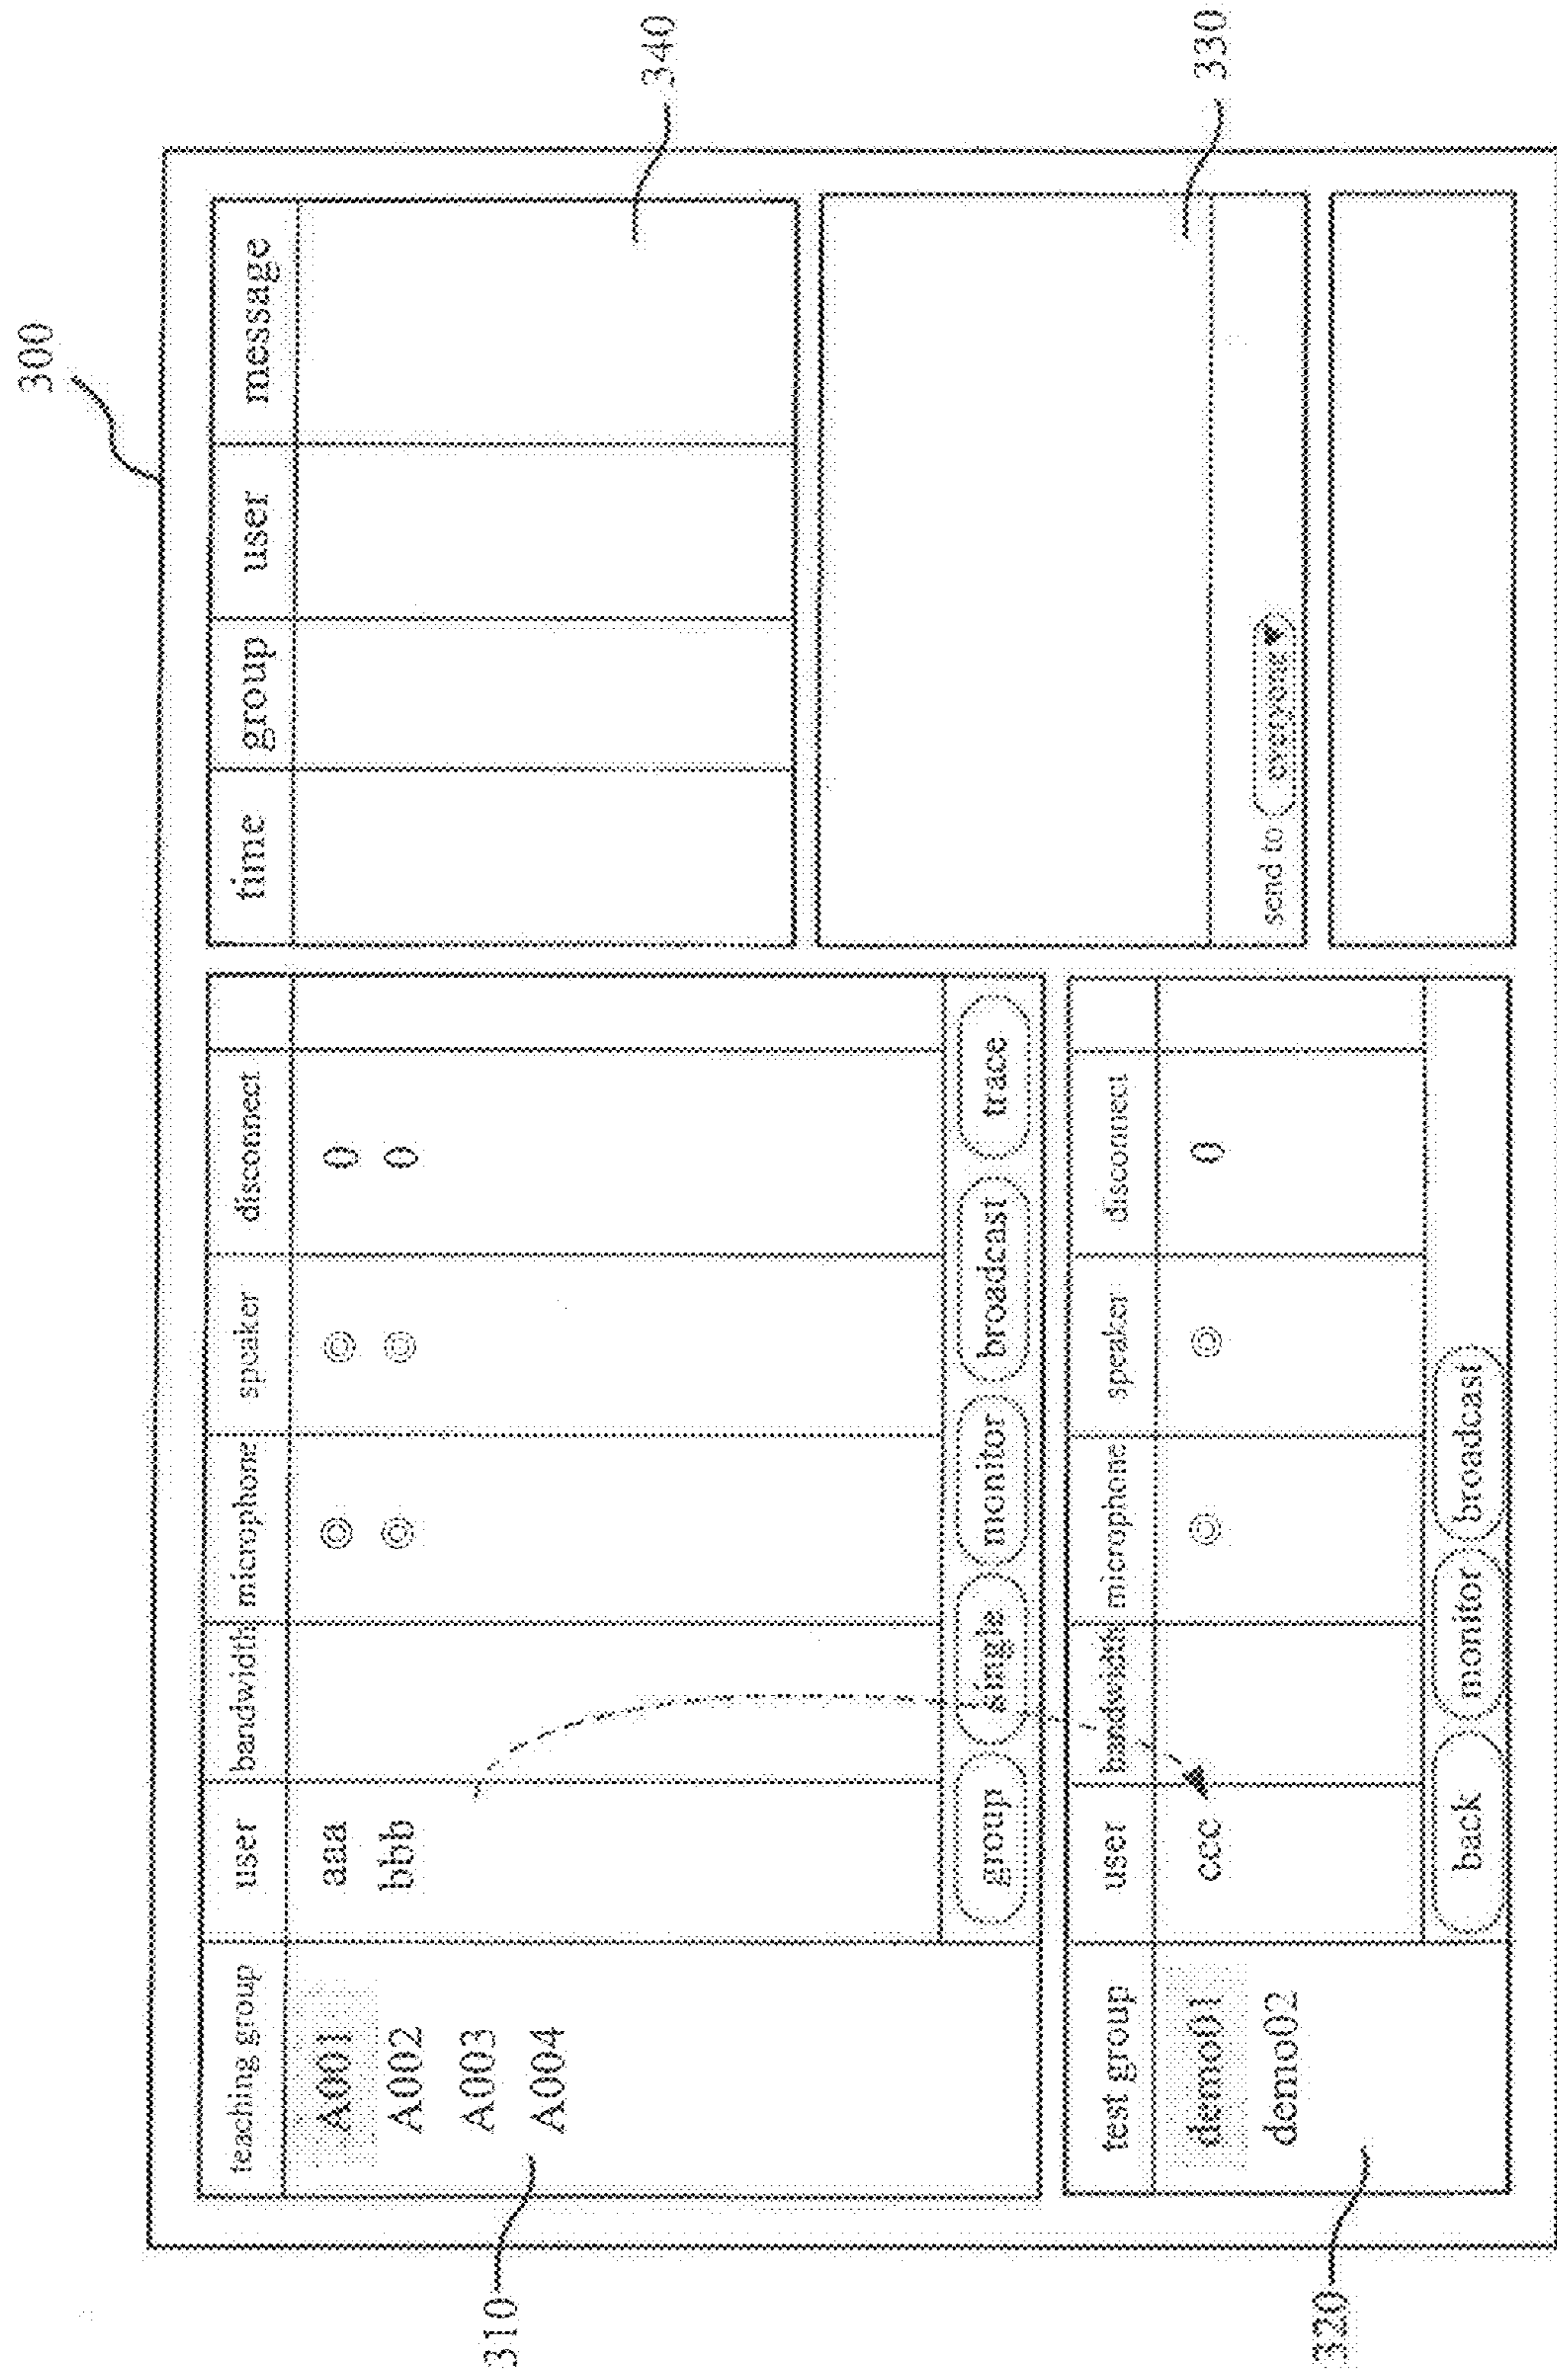 300
teaching group user bandwidth microphone speaker disconnect
A001 aaa ◎ ◎ 0
A002 bbb ◎ ◎ 0
A003
A004
group single monitor broadcast trace
310
test group user bandwidth microphone speaker disconnect
demo01 ccc ◎ ◎ 0
demo02
back monitor broadcast
320
time group user message
340
330
send to everyone ▼